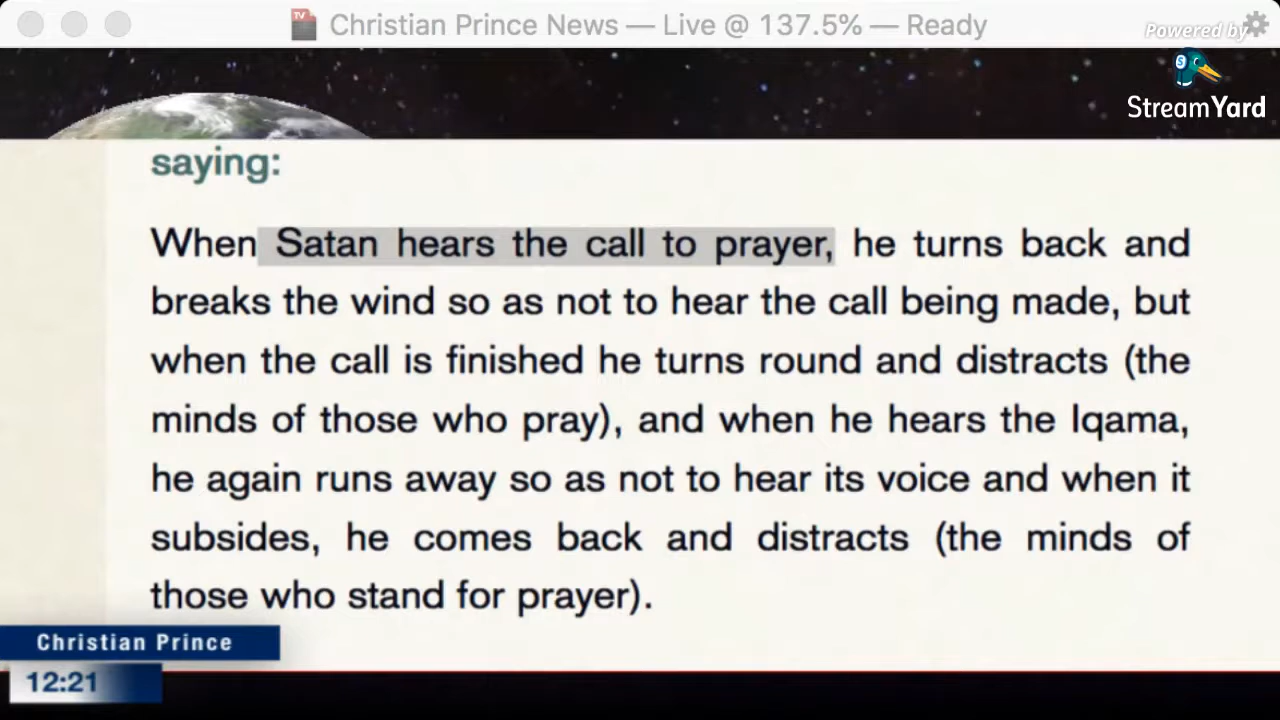 Christian Prince News — Live @ 137.5% — Ready
Powered by
StreamYard
saying:
When Satan hears the call to prayer, he turns back and
breaks the wind so as not to hear the call being made, but
when the call is finished he turns round and distracts (the
minds of those who pray), and when he hears the Iqama,
he again runs away so as not to hear its voice and when it
subsides, he comes back and distracts (the minds of
those who stand for prayer).
Christian Prince
12:21